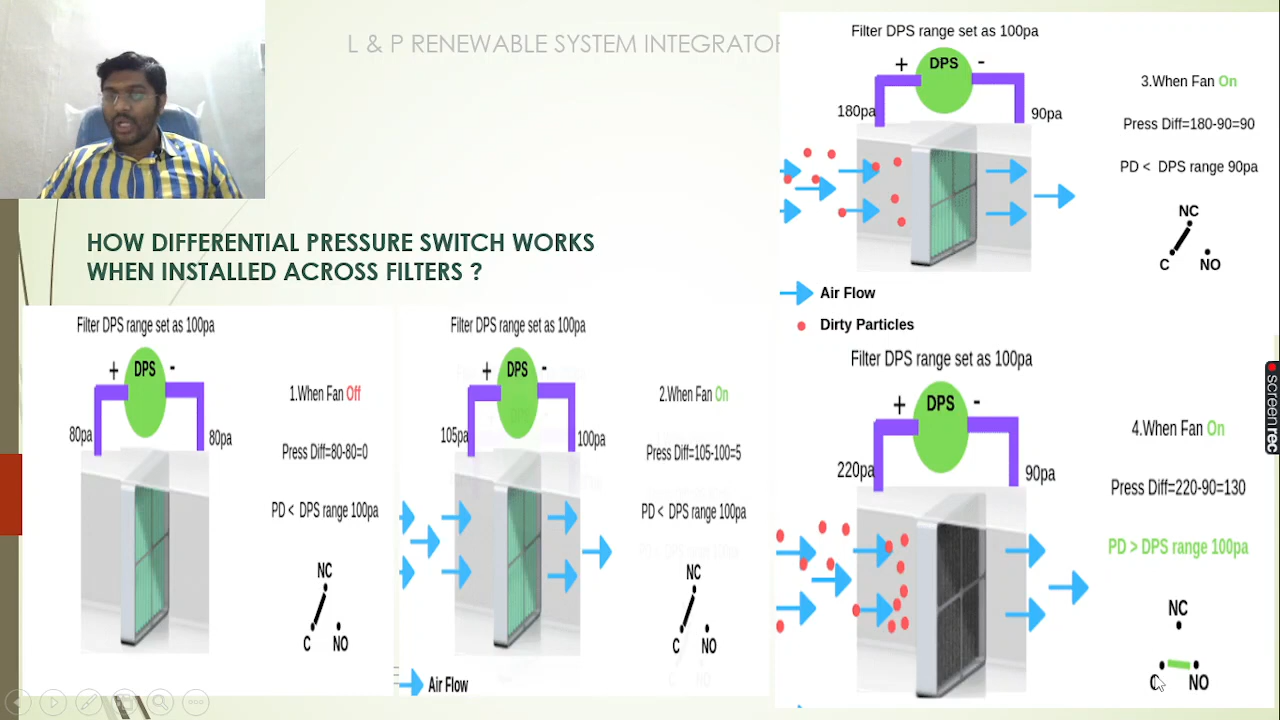 L & P RENEWABLE SYSTEM INTEGRATOR
HOW DIFFERENTIAL PRESSURE SWITCH WORKS
WHEN INSTALLED ACROSS FILTERS ?
Filter DPS range set as 100pa
+ DPS -
80pa
80pa
1.When Fan Off
Press Diff=80-80=0
PD < DPS range 100pa
NC
C NO
Filter DPS range set as 100pa
+ DPS -
105pa
100pa
2.When Fan On
Press Diff=105-100=5
PD < DPS range 100pa
NC
C NO
Air Flow
Filter DPS range set as 100pa
+ DPS -
180pa
90pa
3.When Fan On
Press Diff=180-90=90
PD < DPS range 90pa
NC
C NO
Air Flow
Dirty Particles
Filter DPS range set as 100pa
+ DPS -
220pa
90pa
4.When Fan On
Press Diff=220-90=130
PD > DPS range 100pa
NC
C NO
screenrec